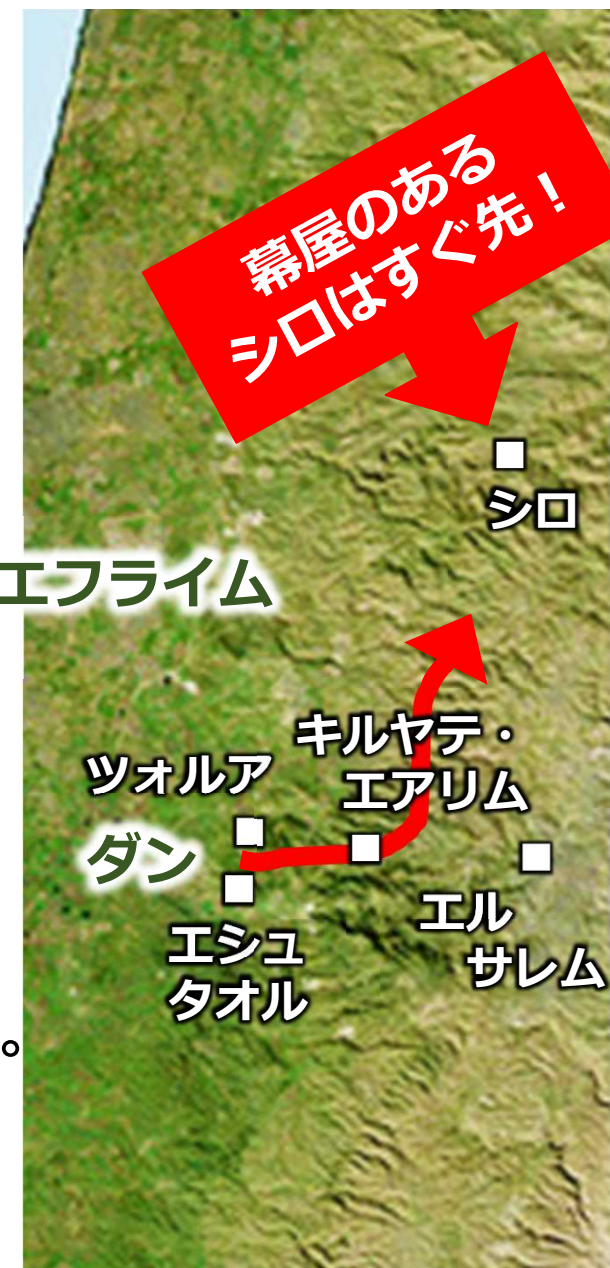 幕屋のある
シロはすぐ先！
シロ
エフライム
キルヤテ・
エアリム
ツォルア
ダン
エル
サレム
エシュ
タオル
。